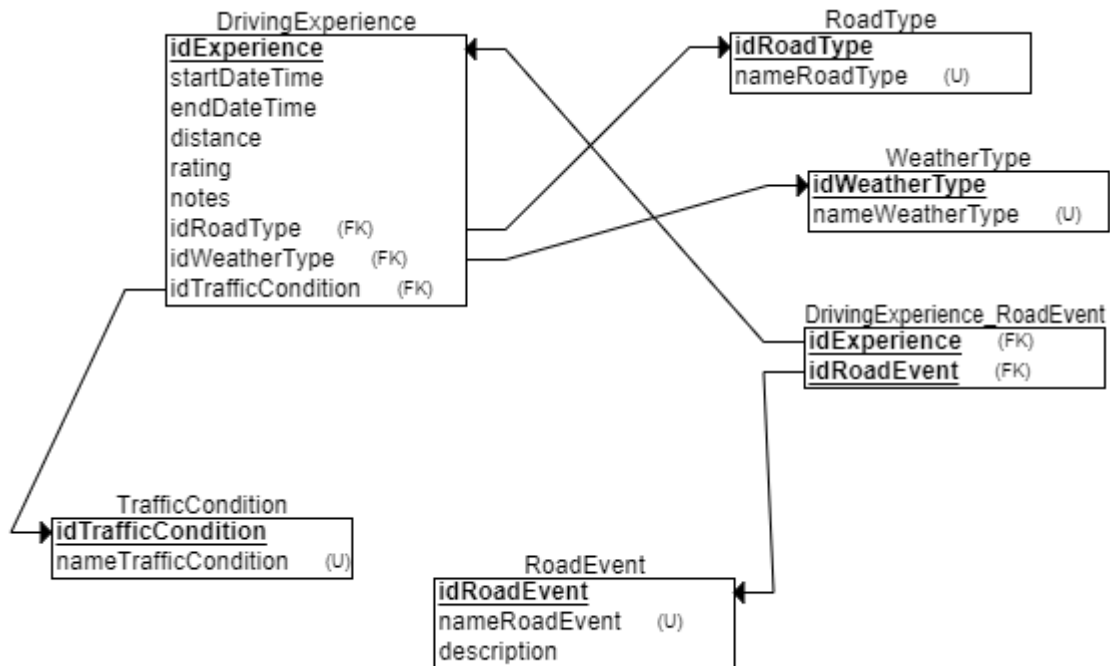 DrivingExperience
idExperience
startDateTime
endDateTime
distance
rating
notes
idRoadType (FK)
idWeatherType (FK)
idTrafficCondition (FK)
RoadType
idRoadType
nameRoadType (U)
WeatherType
idWeatherType
nameWeatherType (U)
DrivingExperience_RoadEvent
idExperience (FK)
idRoadEvent (FK)
TrafficCondition
idTrafficCondition
nameTrafficCondition (U)
RoadEvent
idRoadEvent
nameRoadEvent (U)
description